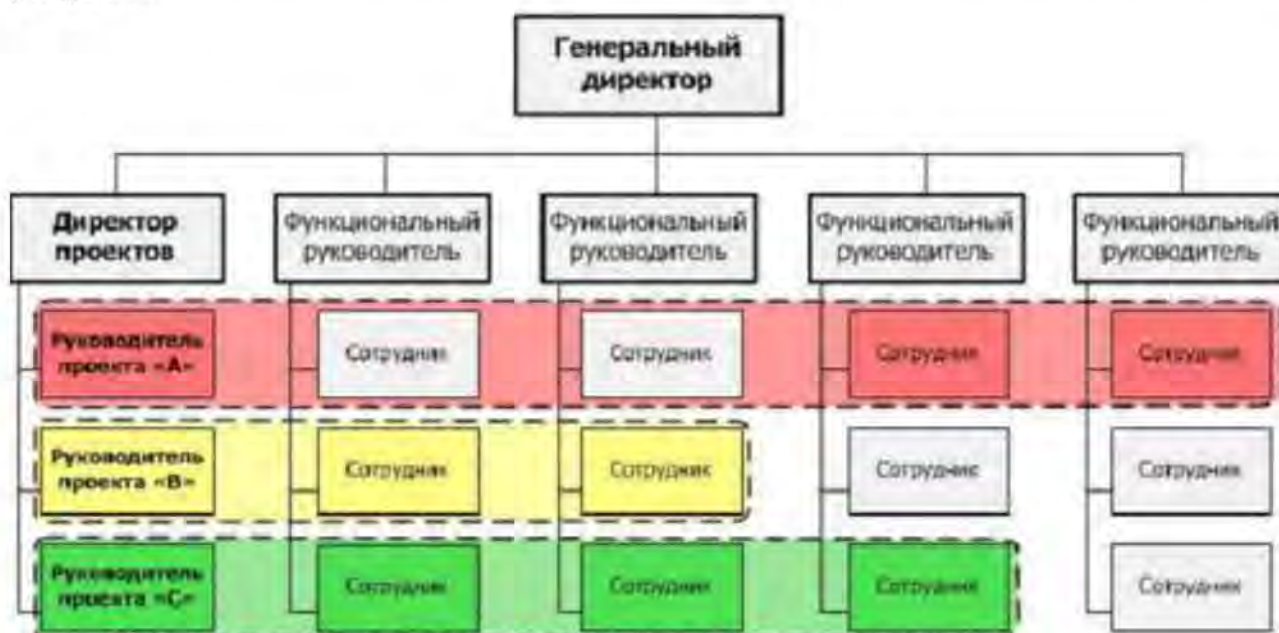 Генеральный
директор
Директор
проектов
Функциональный
руководитель
Функциональный
руководитель
Функциональный
руководитель
Функциональный
руководитель
Руководитель
проекта «А»
Сотрудник
Сотрудник
Сотрудник
Сотрудник
Руководитель
проекта «В»
Сотрудник
Сотрудник
Сотрудник
Сотрудник
Руководитель
проекта «С»
Сотрудник
Сотрудник
Сотрудник
Сотрудник